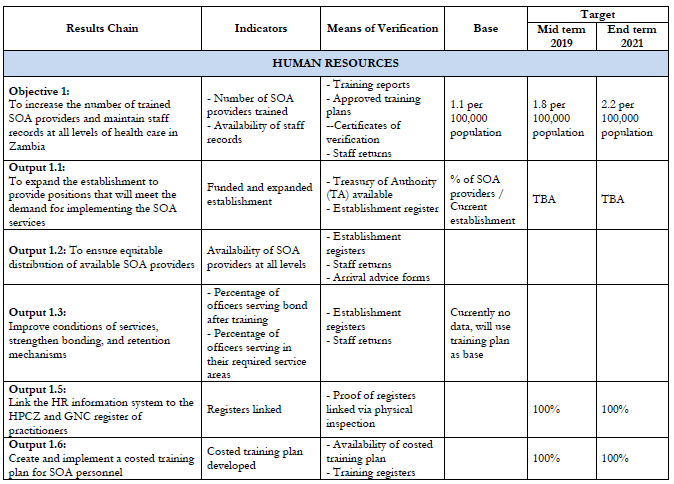 Results Chain
Indicators
Means of Verification
Base
Target
Mid term
2019
End term
2021
HUMAN RESOURCES
Objective 1:
To increase the number of trained
SOA providers and maintain staff
records at all levels of health care in
Zambia
- Number of SOA
providers trained
- Availability of staff
records
- Training reports
- Approved training
plans
--Certificates of
verification
- Staff returns
1.1 per
100,000
population
1.8 per
100,000
population
2.2 per
100,000
population
Output 1.1:
To expand the establishment to
provide positions that will meet the
demand for implementing the SOA
services
Funded and expanded
establishment
- Treasury of Authority
(TA) available
- Establishment register
% of SOA
providers /
Current
establishment
TBA
TBA
Output 1.2: To ensure equitable
distribution of available SOA providers
Availability of SOA
providers at all levels
- Establishment
registers
- Staff returns
- Arrival advice forms
Output 1.3:
Improve conditions of services,
strengthen bonding, and retention
mechanisms
- Percentage of
officers serving bond
after training
- Percentage of
officers serving in
their required service
areas
- Establishment
registers
- Staff returns
Currently no
data, will use
training plan
as base
Output 1.5:
Link the HR information system to the
HPCZ and GNC register of
practitioners
Registers linked
- Proof of registers
linked via physical
inspection
100%
100%
Output 1.6:
Create and implement a costed training
plan for SOA personnel
Costed training plan
developed
- Availability of costed
training plan
- Training registers
100%
100%